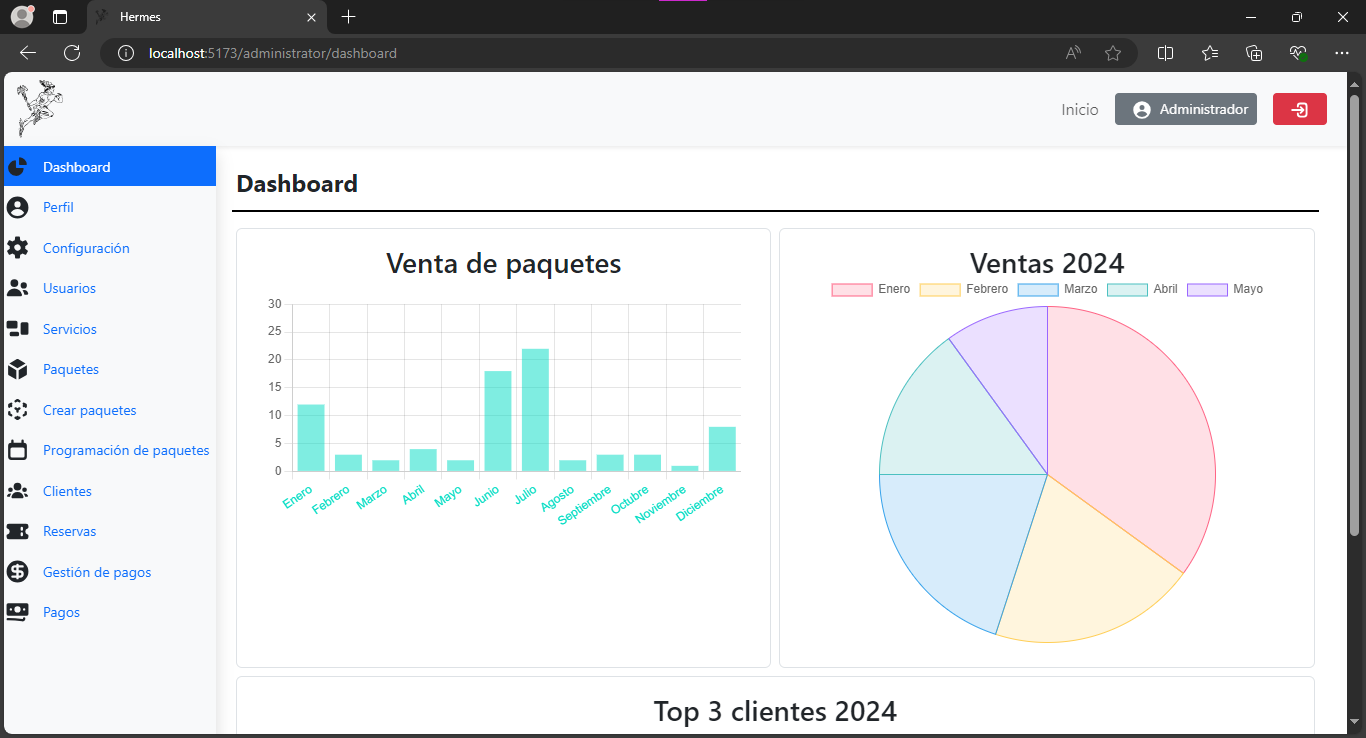 Hermes
localhost:5173/administrator/dashboard
Inicio
Administrador
Dashboard
Perfil
Configuración
Usuarios
Servicios
Paquetes
Crear paquetes
Programación de paquetes
Clientes
Reservas
Gestión de pagos
Pagos
Dashboard
Venta de paquetes
30
25
20
15
10
5
0
Enero Febrero Marzo Abril Mayo Junio Julio Agosto Septiembre Octubre Noviembre Diciembre
Ventas 2024
Enero Febrero Marzo Abril Mayo
Top 3 clientes 2024